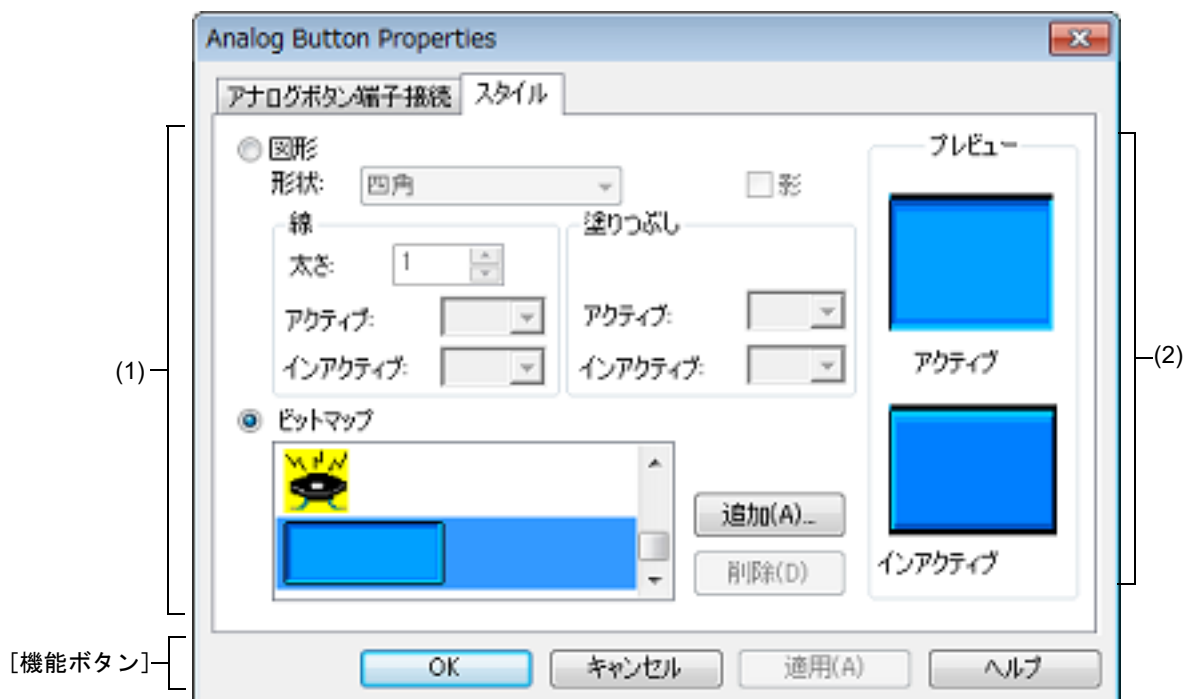 Analog Button Properties
アナログボタン端子接続 スタイル
図形
形状: 四角 影
線
太さ: 1
アクティブ:
インアクティブ:
塗りつぶし
アクティブ:
インアクティブ:
ビットマップ
追加(A)...
削除(D)
プレビュー
アクティブ
インアクティブ
(1)
(2)
[機能ボタン]
OK キャンセル 適用(A) ヘルプ